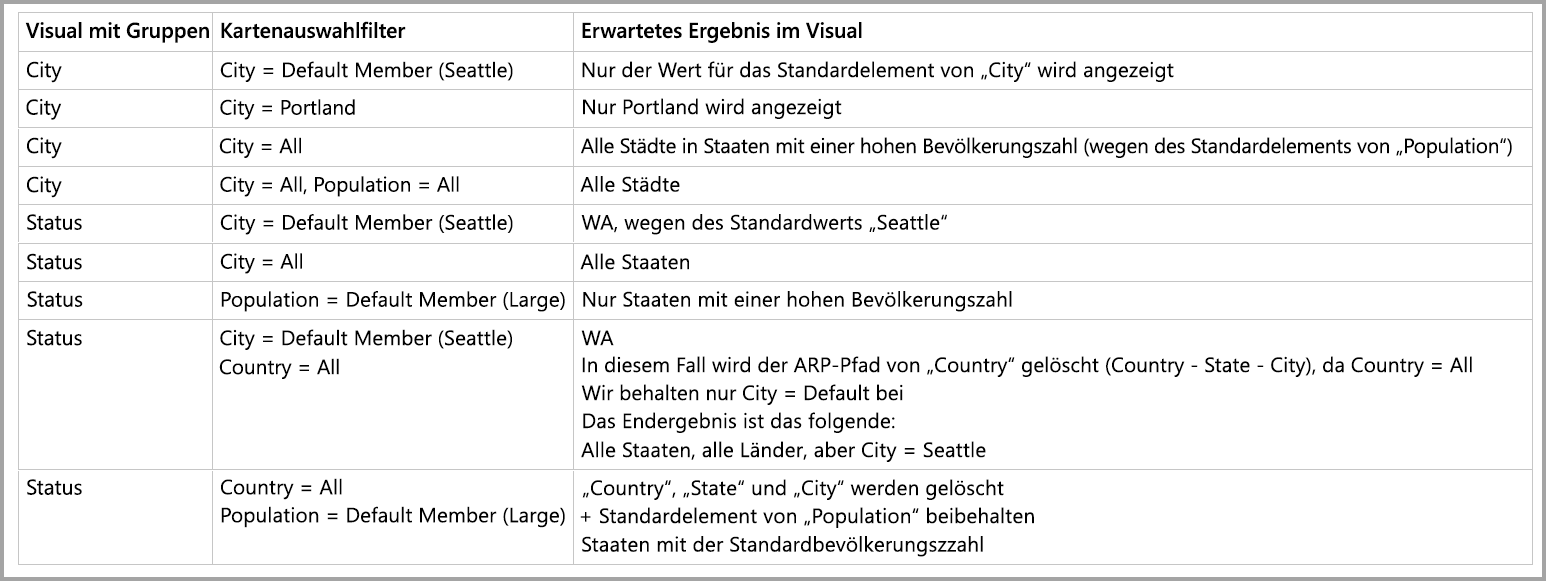 Visual mit Gruppen Kartenauswahlfilter Erwartetes Ergebnis im Visual
City City = Default Member (Seattle) Nur der Wert für das Standardelement von „City“ wird angezeigt
City City = Portland Nur Portland wird angezeigt
City City = All Alle Städte in Staaten mit einer hohen Bevölkerungszahl (wegen des Standardelements von „Population“)
City City = All, Population = All Alle Städte
Status City = Default Member (Seattle) WA, wegen des Standardwerts „Seattle“
Status City = All Alle Staaten
Status Population = Default Member (Large) Nur Staaten mit einer hohen Bevölkerungszahl
Status City = Default Member (Seattle) WA
Country = All In diesem Fall wird der ARP-Pfad von „Country“ gelöscht (Country - State - City), da Country = All
Wir behalten nur City = Default bei
Das Endergebnis ist das folgende:
Alle Staaten, alle Länder, aber City = Seattle
Status Country = All „Country“, „State“ und „City“ werden gelöscht
Population = Default Member (Large) + Standardelement von „Population“ beibehalten
Staaten mit der Standardbevölkerungszzahl